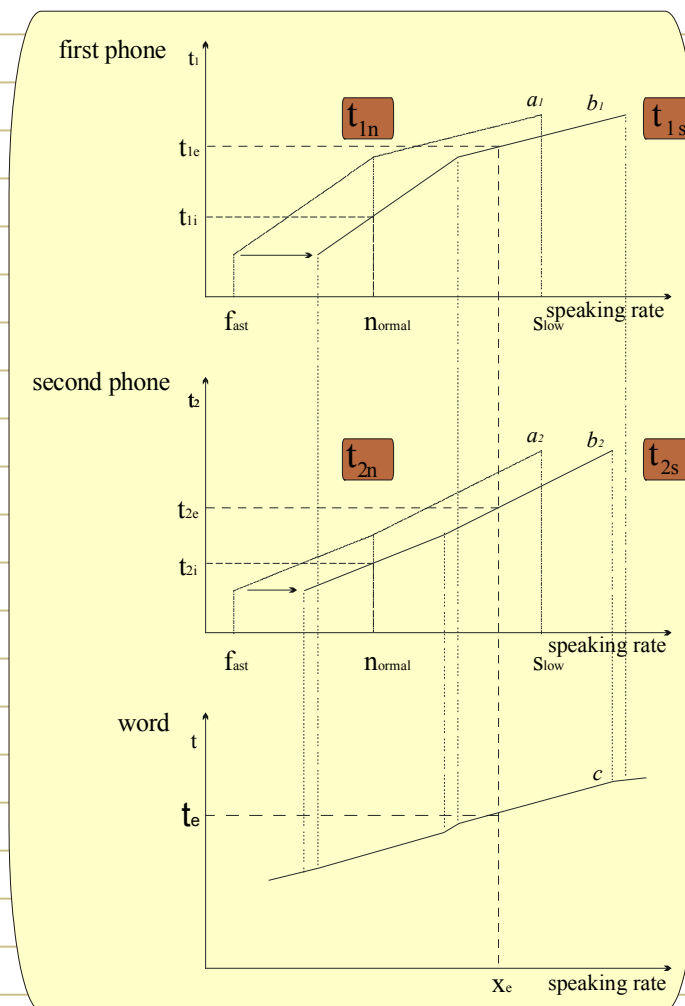 first phone t1
a1 b1
t1n t1s
t1e
t1i
speaking rate
fast normal slow
second phone
t2
a2 b2
t2n t2s
t2e
t2i
speaking rate
fast normal slow
word
t
c
te
xe speaking rate